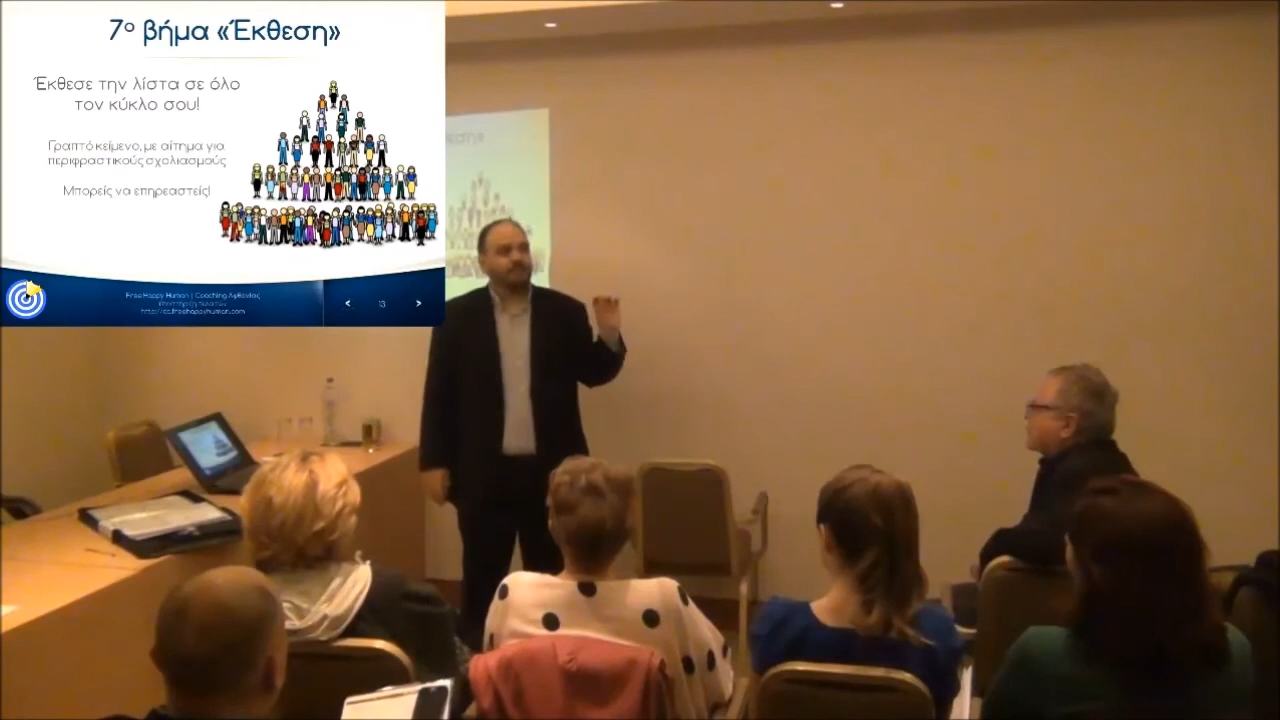 7ο βήμα «Έκθεση»
Έκθεσε την λίστα σε όλο
τον κύκλο σου!
Γραπτό κείμενο, με αίτημα για
περιφραστικούς σχολιασμούς
Μπορείς να επηρεαστείς!
Free Happy Human | Coaching Αφθονίας
13